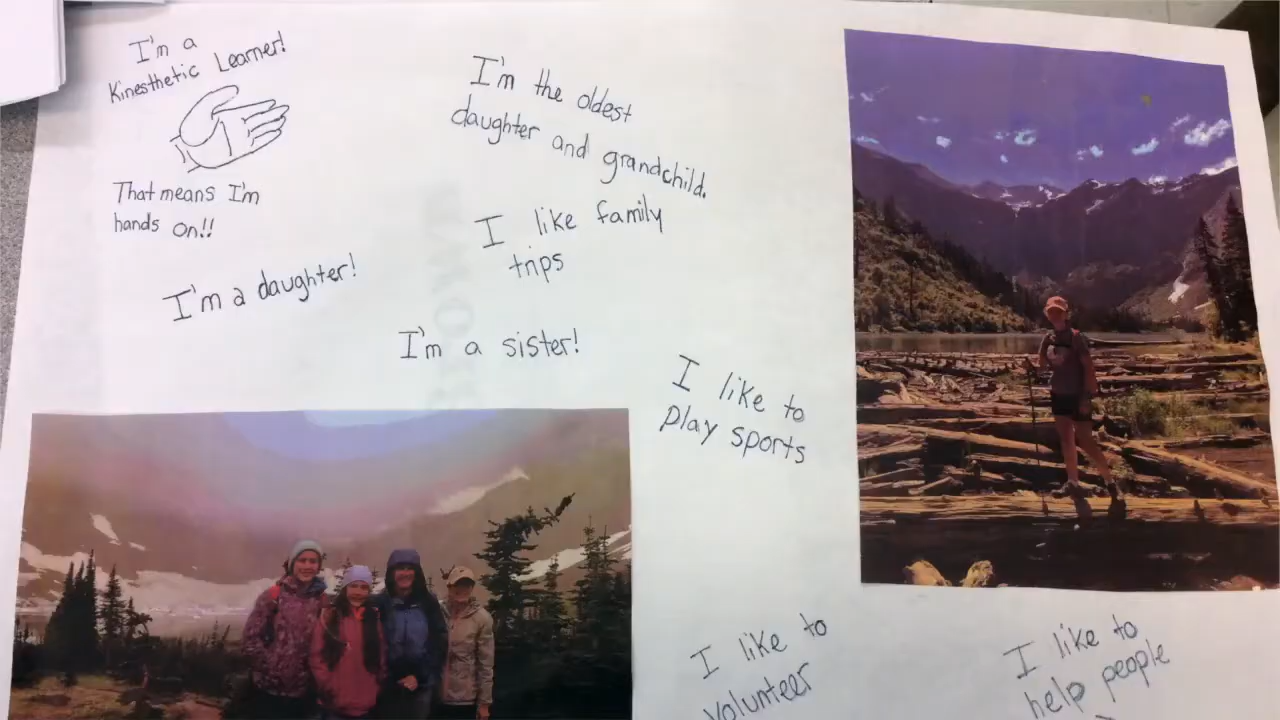 I'm a
Kinesthetic Learner!
That means I'm
hands on!!
I'm a daughter!
I'm the oldest
daughter and grandchild.
I like family
trips
I'm a sister!
I like to
play sports
I like to
volunteer
I like to
help people